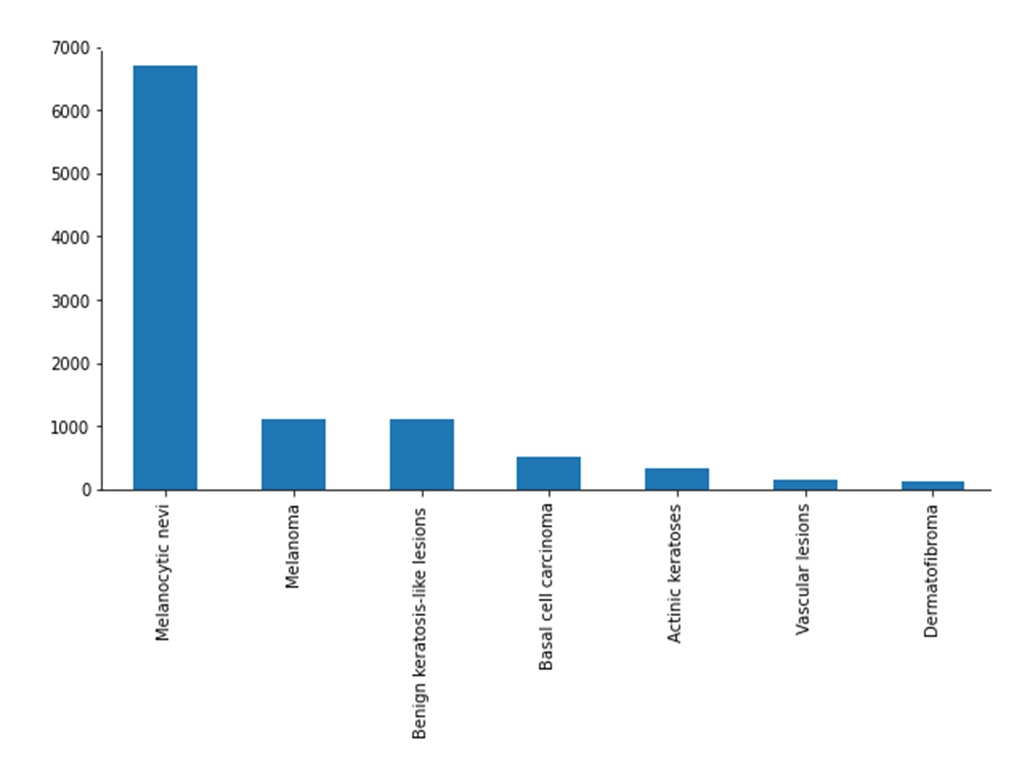 7000
6000
5000
4000
3000
2000
1000
0
Melanocytic nevi
Melanoma
Benign keratosis-like lesions
Basal cell carcinoma
Actinic keratoses
Vascular lesions
Dermatofibroma